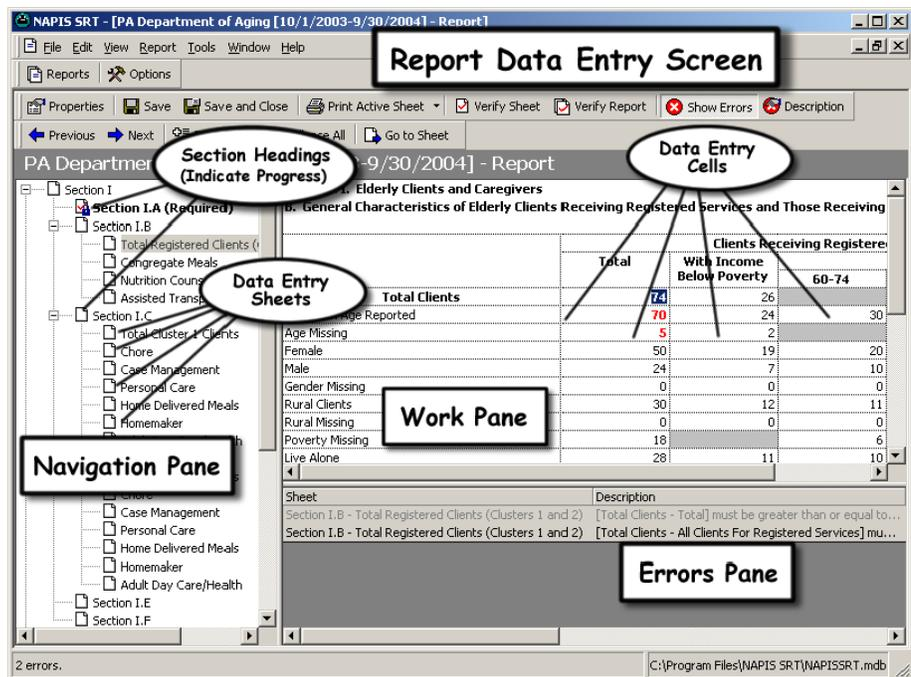 NAPIS SRT - [PA Department of Aging [10/1/2003-9/30/2004] - Report]
File Edit View Report Tools Window Help
Report Data Entry Screen
Reports Options
Properties Save Save and Close Print Active Sheet Verify Sheet Verify Report Show Errors Description
Previous Next All Go to Sheet
PA Departmen 3-9/30/2004] - Report
Section Headings
(Indicate Progress)
Data Entry
Cells
Section I
Section I.A (Required)
Section I.B
Total Registered Clients (
Congregate Meals
Nutrition Couns
Assisted Transp
Section I.C
Total Cluster 1 Clients
Chore
Case Management
Personal Care
Home Delivered Meals
Homemaker
Data Entry
Sheets
Navigation Pane
Chore
Case Management
Personal Care
Home Delivered Meals
Homemaker
Adult Day Care/Health
Section I.E
Section I.F
I. Elderly Clients and Caregivers
B. General Characteristics of Elderly Clients Receiving Registered Services and Those Receiving
Clients Receiving Registere
Total With Income
Below Poverty 60-74
Total Clients 74 26
Age Reported 70 24 30
Age Missing 5 2
Female 50 19 20
Male 24 7 10
Gender Missing 0 0 0
Rural Clients 30 12 11
Rural Missing 0 0 0
Poverty Missing 18 6
Live Alone 28 11 10
Work Pane
Sheet Description
Section I.B - Total Registered Clients (Clusters 1 and 2) [Total Clients - Total] must be greater than or equal to...
Section I.B - Total Registered Clients (Clusters 1 and 2) [Total Clients - All Clients For Registered Services] mu...
Errors Pane
2 errors. C:\Program Files\NAPIS SRT\NAPISSRT.mdb